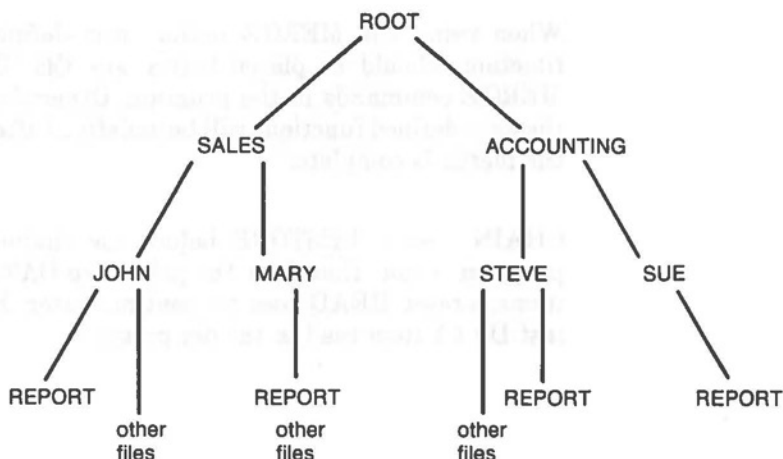 ROOT
SALES ACCOUNTING
JOHN MARY STEVE SUE
REPORT REPORT REPORT REPORT
other other other
files files files